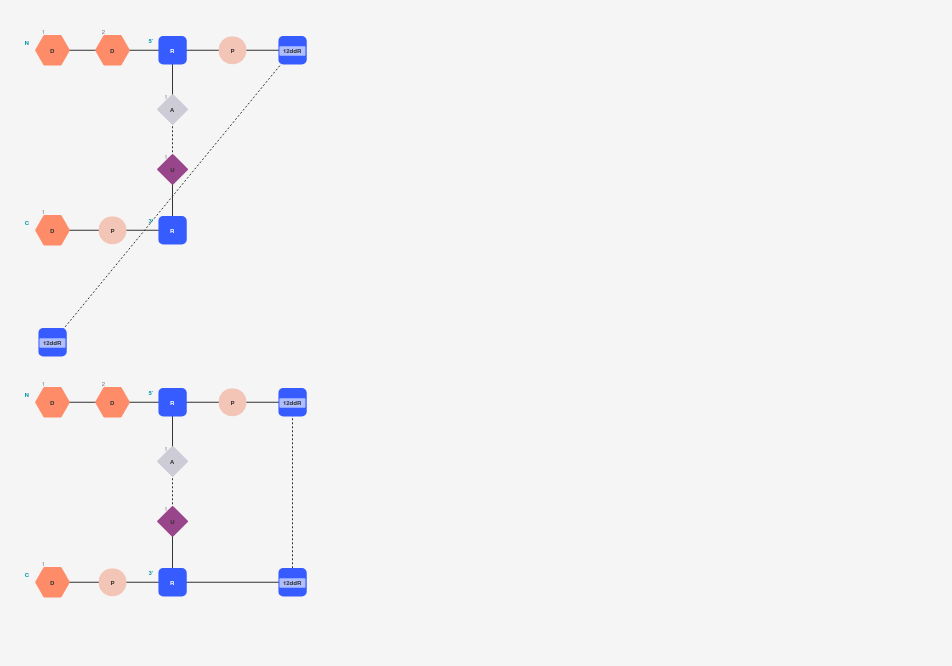 1 2
N D D 5' R P t2ddR
1
A
1
U
1
C D P 3' R
t2ddR
1 2
N D D 5' R P t2ddR
1
A
1
U
1
C D P 3' R t2ddR